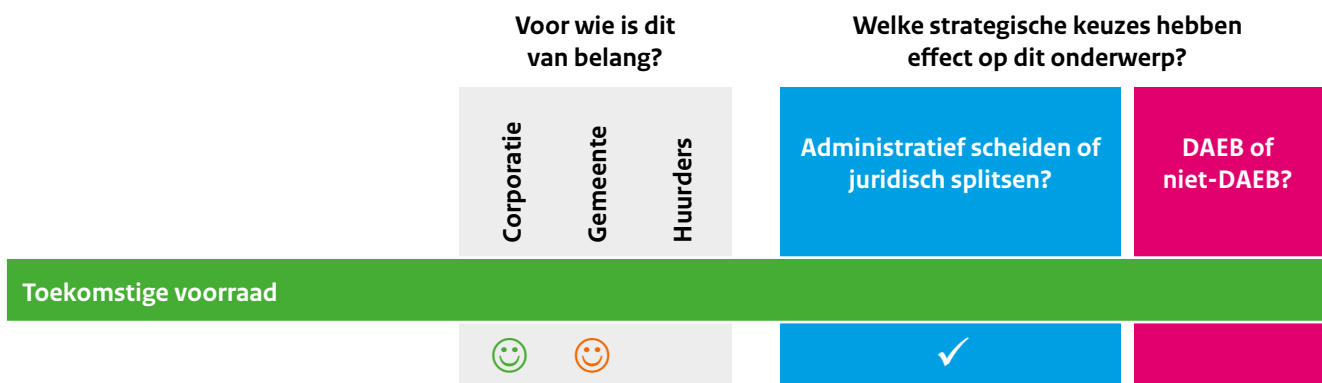 Voor wie is dit
van belang?
Welke strategische keuzes hebben
effect op dit onderwerp?
Corporatie
Gemeente
Huurders
Administratief scheiden of
juridisch splitsen?
DAEB of
niet-DAEB?
Toekomstige voorraad